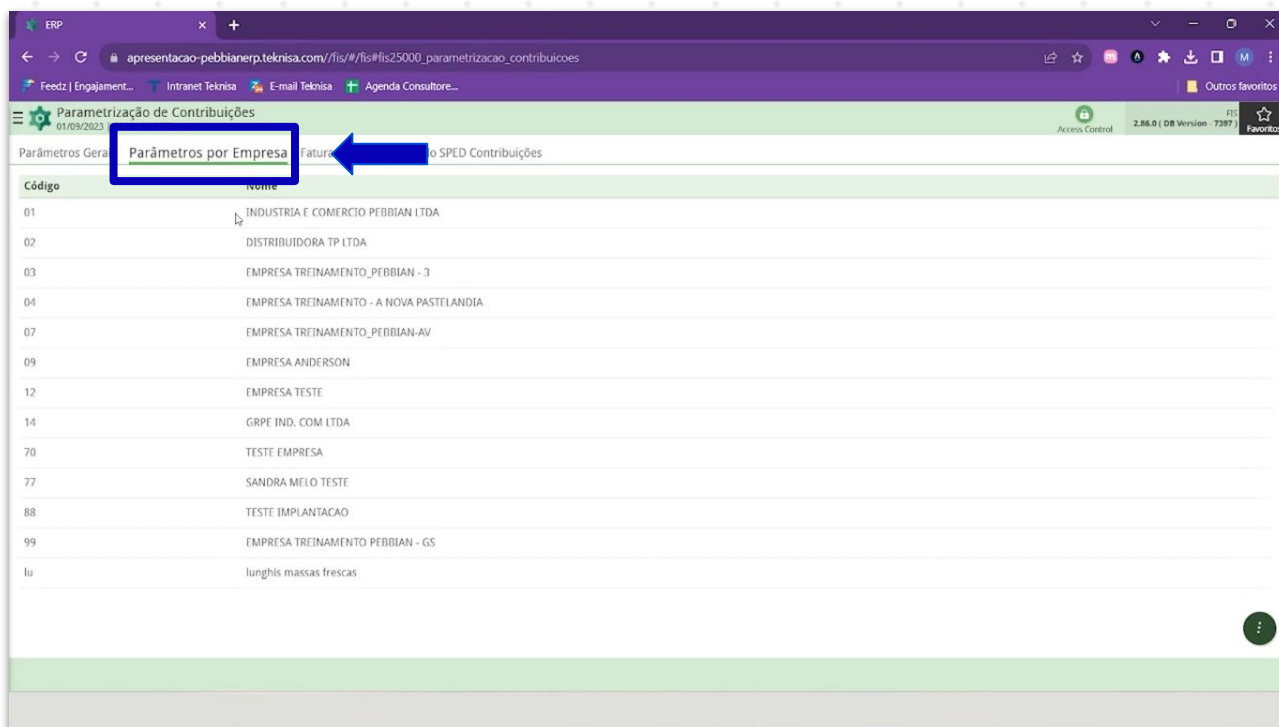 ERP
apresentacao-pebbianerp.teknisa.com//fis/#/fis#fis25000_parametrizacao_contribuicoes
M
Feedz | Engajament... Intranet Teknisa E-mail Teknisa Agenda Consultore... Outros favoritos
Parametrização de Contribuições
01/09/2023 |
Access Control
FIS
2.86.0 ( DB Version - 7397 )
Favoritos
Parâmetros Gerai Parâmetros por Empresa Fatura o SPED Contribuições
Código Nome
01 INDUSTRIA E COMERCIO PEBBIAN LTDA
02 DISTRIBUIDORA TP LTDA
03 EMPRESA TREINAMENTO_PEBBIAN - 3
04 EMPRESA TREINAMENTO - A NOVA PASTELANDIA
07 EMPRESA TREINAMENTO_PEBBIAN-AV
09 EMPRESA ANDERSON
12 EMPRESA TESTE
14 GRPE IND. COM LTDA
70 TESTE EMPRESA
77 SANDRA MELO TESTE
88 TESTE IMPLANTACAO
99 EMPRESA TREINAMENTO PEBBIAN - GS
lu lunghis massas frescas